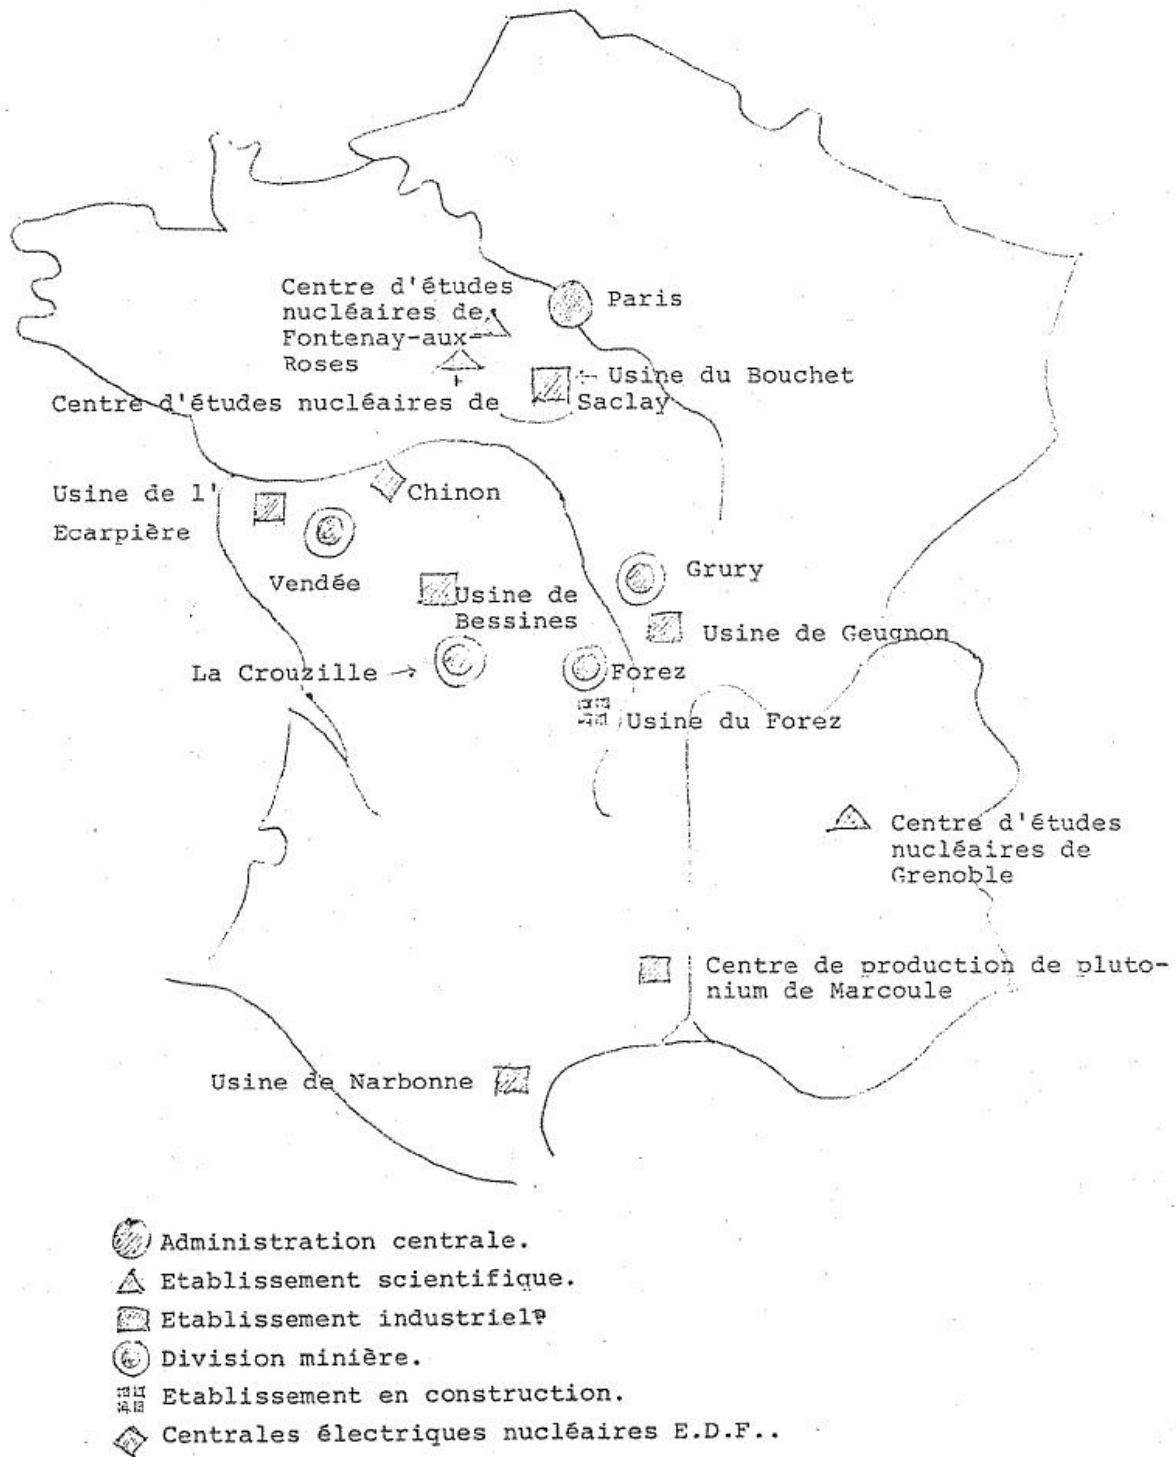 Centre d'études
nucléaires de
Fontenay-aux-
Roses
Paris
Usine du Bouchet
Centre d'études nucléaires de Saclay
Usine de l'
Ecarpière
Chinon
Vendée
Grury
Usine de
Bessines
Usine de Geugnon
La Crouzille
Forez
Usine du Forez
Centre d'études
nucléaires de
Grenoble
Centre de production de pluto-
nium de Marcoule
Usine de Narbonne
Administration centrale.
Etablissement scientifique.
Etablissement industriel?
Division minière.
Etablissement en construction.
Centrales électriques nucléaires E.D.F..